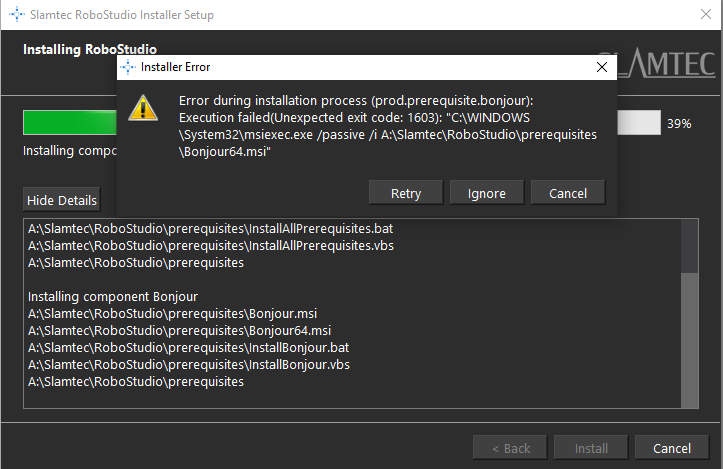 Slamtec RoboStudio Installer Setup
Installing RoboStudio
SLAMTEC
Installer Error
Error during installation process (prod.prerequisite.bonjour):
Execution failed(Unexpected exit code: 1603): "C:\WINDOWS
\System32\msiexec.exe /passive /i A:\Slamtec\RoboStudio\prerequisites
\Bonjour64.msi"
39%
Installing compo
Retry
Ignore
Cancel
Hide Details
A:\Slamtec\RoboStudio\prerequisites\InstallAllPrerequisites.bat
A:\Slamtec\RoboStudio\prerequisites\InstallAllPrerequisites.vbs
A:\Slamtec\RoboStudio\prerequisites
Installing component Bonjour
A:\Slamtec\RoboStudio\prerequisites\Bonjour.msi
A:\Slamtec\RoboStudio\prerequisites\Bonjour64.msi
A:\Slamtec\RoboStudio\prerequisites\InstallBonjour.bat
A:\Slamtec\RoboStudio\prerequisites\InstallBonjour.vbs
A:\Slamtec\RoboStudio\prerequisites
< Back
Install
Cancel